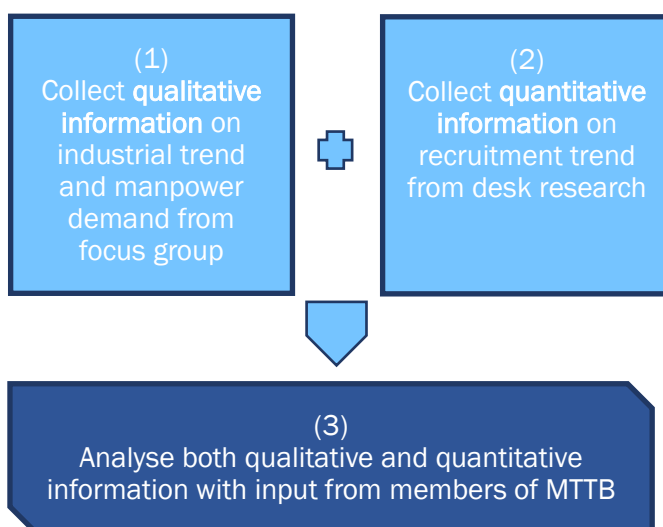 (1)
Collect qualitative
information on
industrial trend
and manpower
demand from
focus group
(2)
Collect quantitative
information on
recruitment trend
from desk research
(3)
Analyse both qualitative and quantitative
information with input from members of MTTB